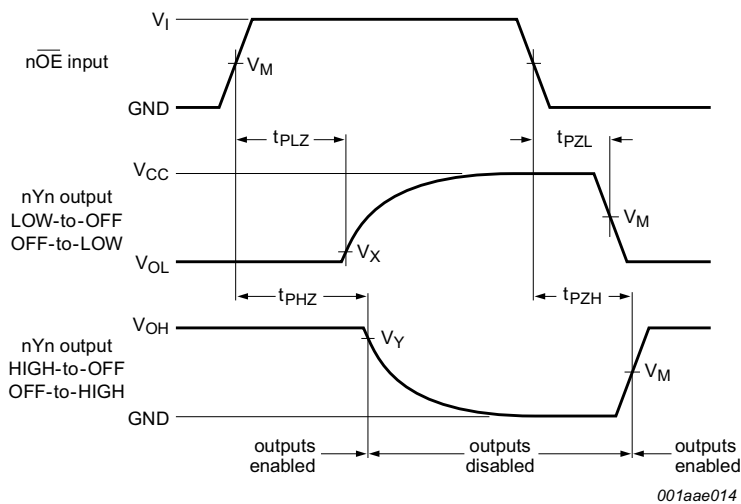 VI
nOE input
VM
GND
tPLZ
tPZL
VCC
nYn output
LOW-to-OFF
OFF-to-LOW
VM
VX
VOL
tPHZ
tPZH
VOH
nYn output
HIGH-to-OFF
OFF-to-HIGH
VY
VM
GND
outputs
enabled
outputs
disabled
outputs
enabled
001aae014